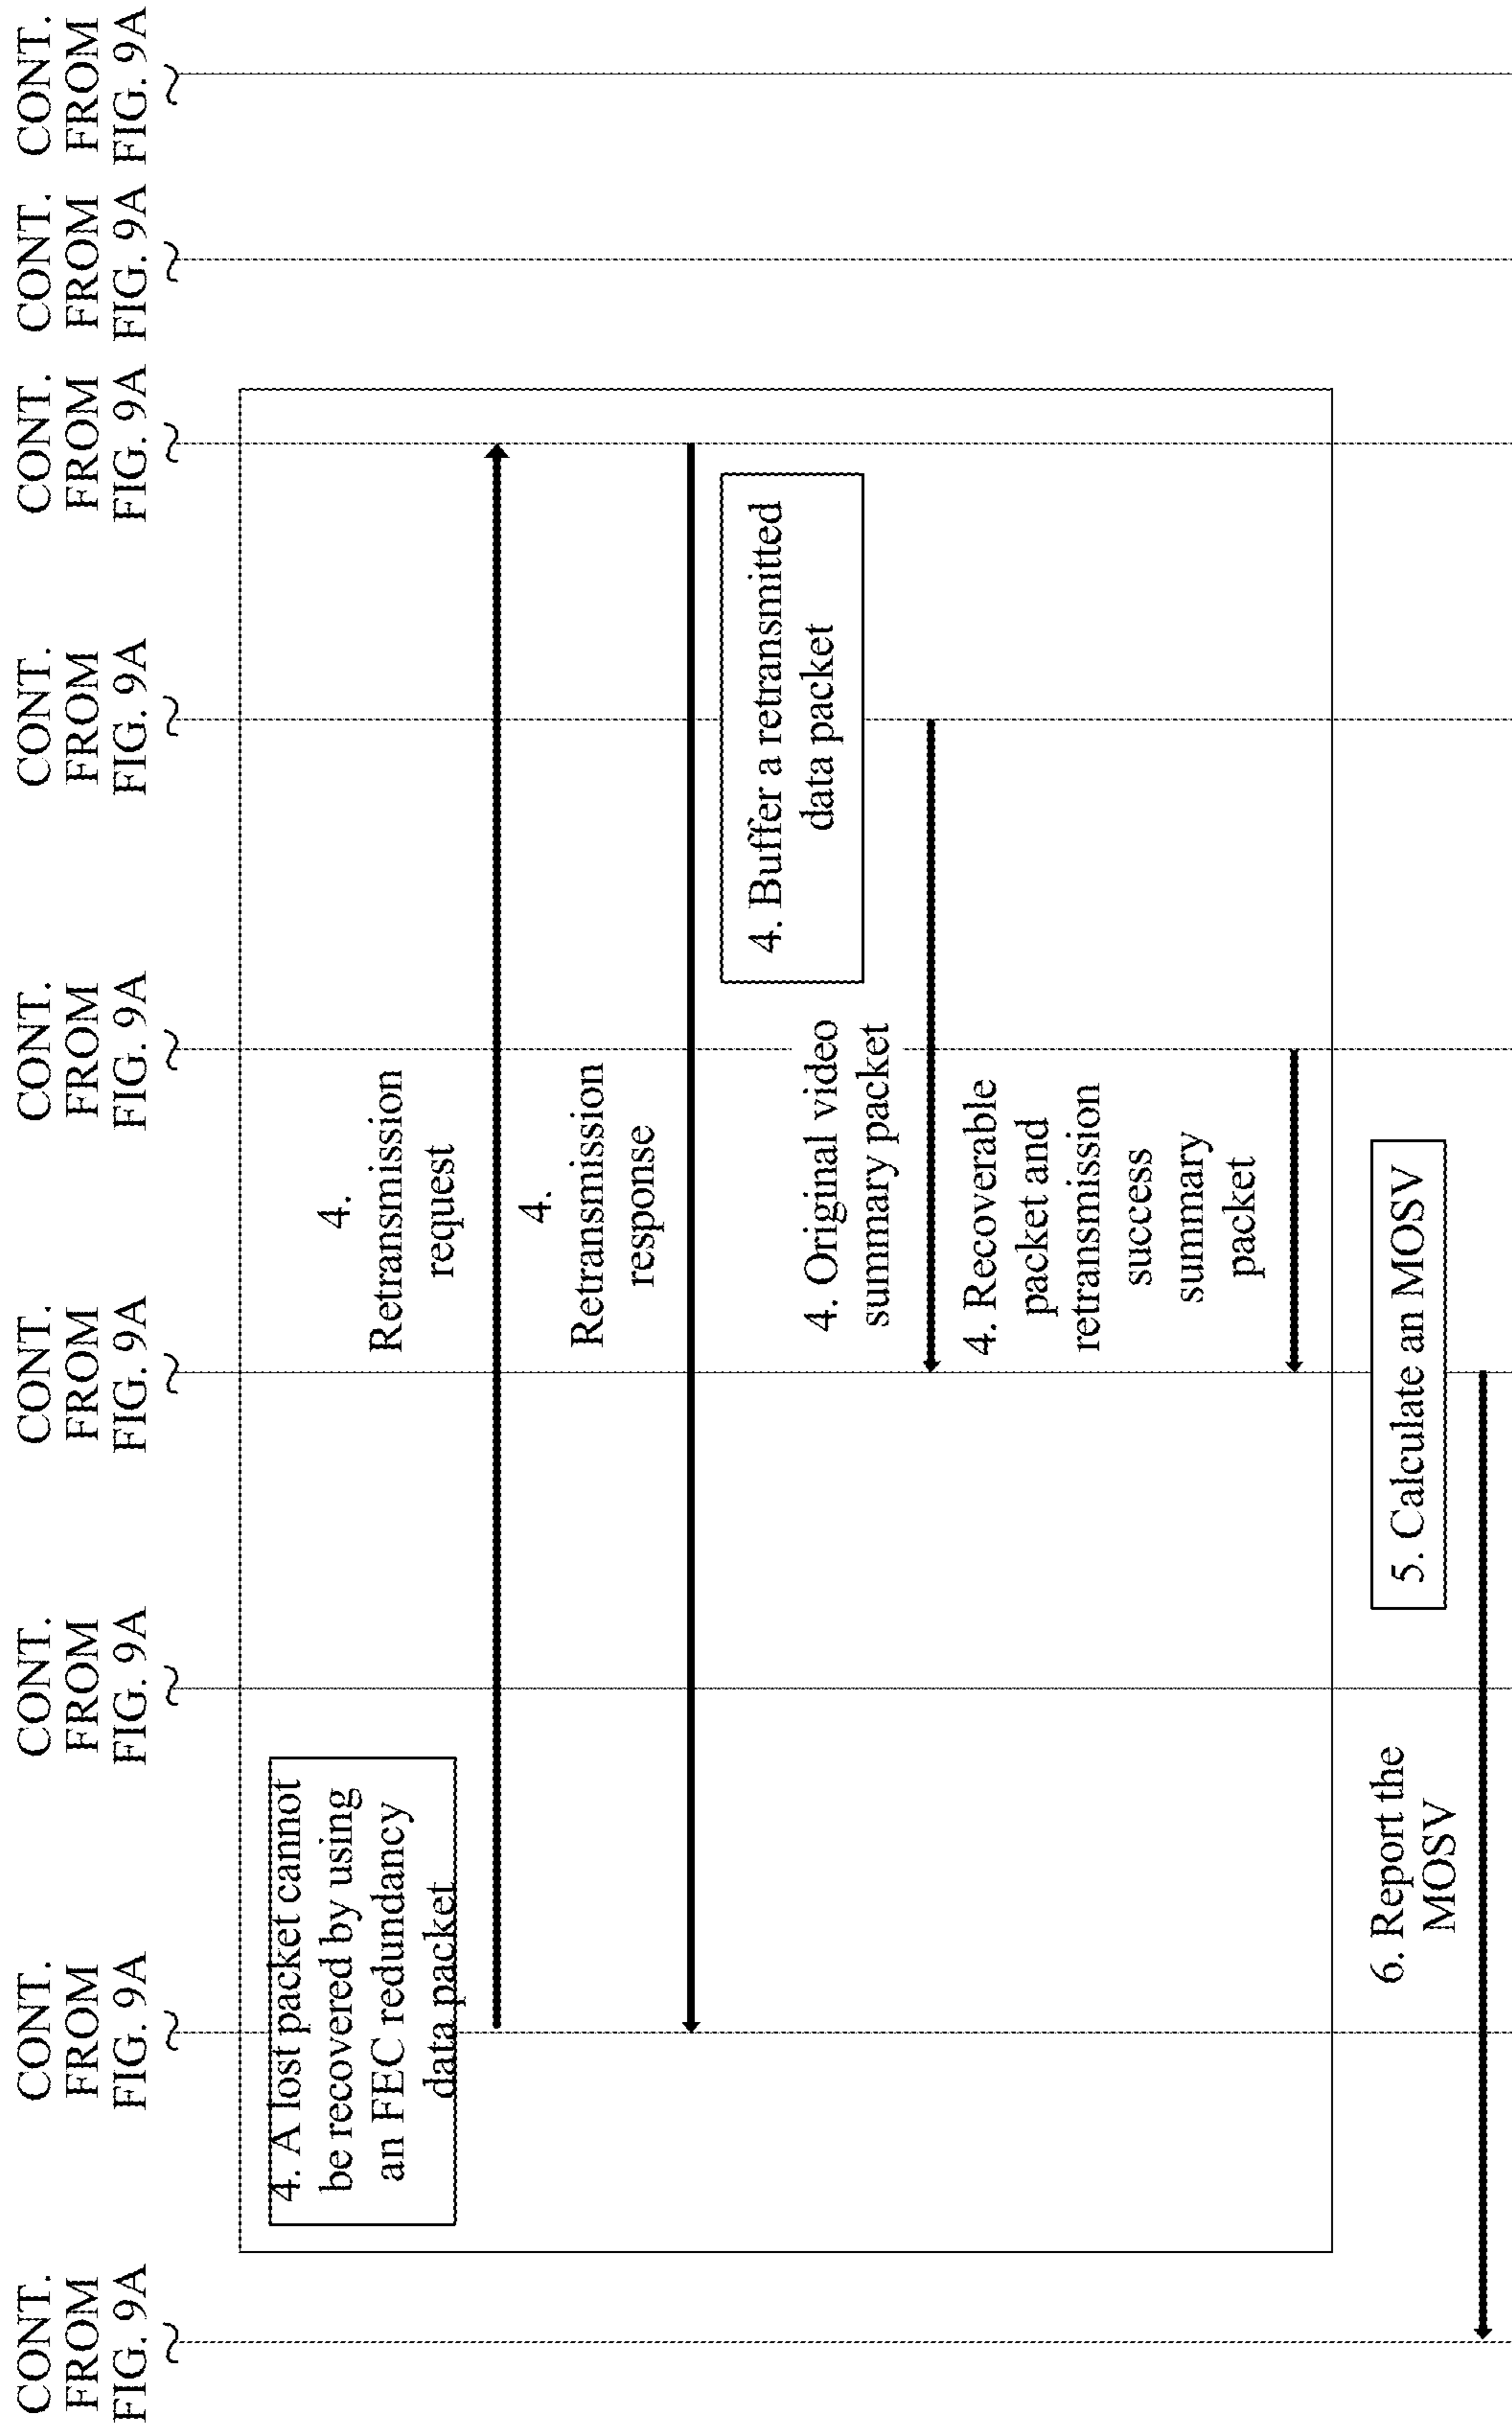 CONT.
FROM
FIG. 9A
CONT.
FROM
FIG. 9A
CONT.
FROM
FIG. 9A
CONT.
FROM
FIG. 9A
CONT.
FROM
FIG. 9A
CONT.
FROM
FIG. 9A
CONT.
FROM
FIG. 9A
CONT.
FROM
FIG. 9A
CONT.
FROM
FIG. 9A
4. A lost packet cannot
be recovered by using
an FEC redundancy
data packet
4.
Retransmission
request
4.
Retransmission
response
4. Buffer a retransmitted
data packet
4. Original video
summary packet
4. Recoverable
packet and
retransmission
success
summary
packet
5. Calculate an MOSV
6. Report the
MOSV